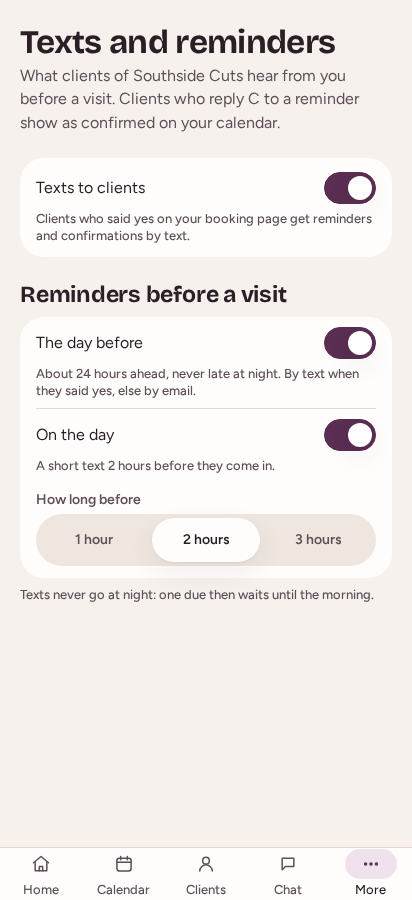 Texts and reminders
What clients of Southside Cuts hear from you
before a visit. Clients who reply C to a reminder
show as confirmed on your calendar.
Texts to clients
Clients who said yes on your booking page get reminders
and confirmations by text.
Reminders before a visit
The day before
About 24 hours ahead, never late at night. By text when
they said yes, else by email.
On the day
A short text 2 hours before they come in.
How long before
1 hour
2 hours
3 hours
Texts never go at night: one due then waits until the morning.
Home
Calendar
Clients
Chat
More